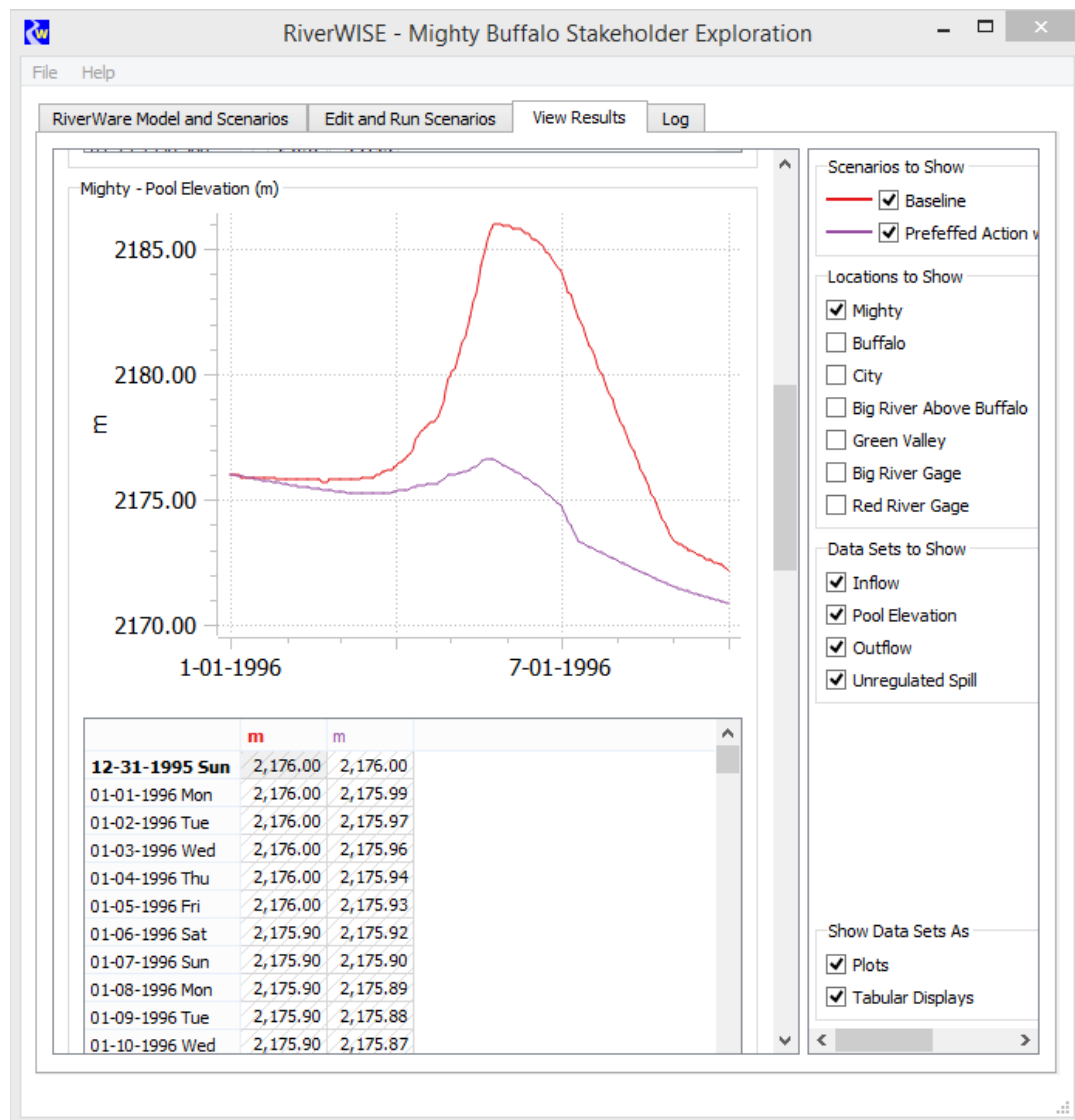 RiverWISE - Mighty Buffalo Stakeholder Exploration
File Help
RiverWare Model and Scenarios Edit and Run Scenarios View Results Log
Mighty - Pool Elevation (m)
2185.00
2180.00
m
2175.00
2170.00
1-01-1996 7-01-1996
m m
12-31-1995 Sun 2,176.00 2,176.00
01-01-1996 Mon 2,176.00 2,175.99
01-02-1996 Tue 2,176.00 2,175.97
01-03-1996 Wed 2,176.00 2,175.96
01-04-1996 Thu 2,176.00 2,175.94
01-05-1996 Fri 2,176.00 2,175.93
01-06-1996 Sat 2,175.90 2,175.92
01-07-1996 Sun 2,175.90 2,175.90
01-08-1996 Mon 2,175.90 2,175.89
01-09-1996 Tue 2,175.90 2,175.88
01-10-1996 Wed 2,175.90 2,175.87
Scenarios to Show
Baseline
Prefeffed Action
Locations to Show
Mighty
Buffalo
City
Big River Above Buffalo
Green Valley
Big River Gage
Red River Gage
Data Sets to Show
Inflow
Pool Elevation
Outflow
Unregulated Spill
Show Data Sets As
Plots
Tabular Displays